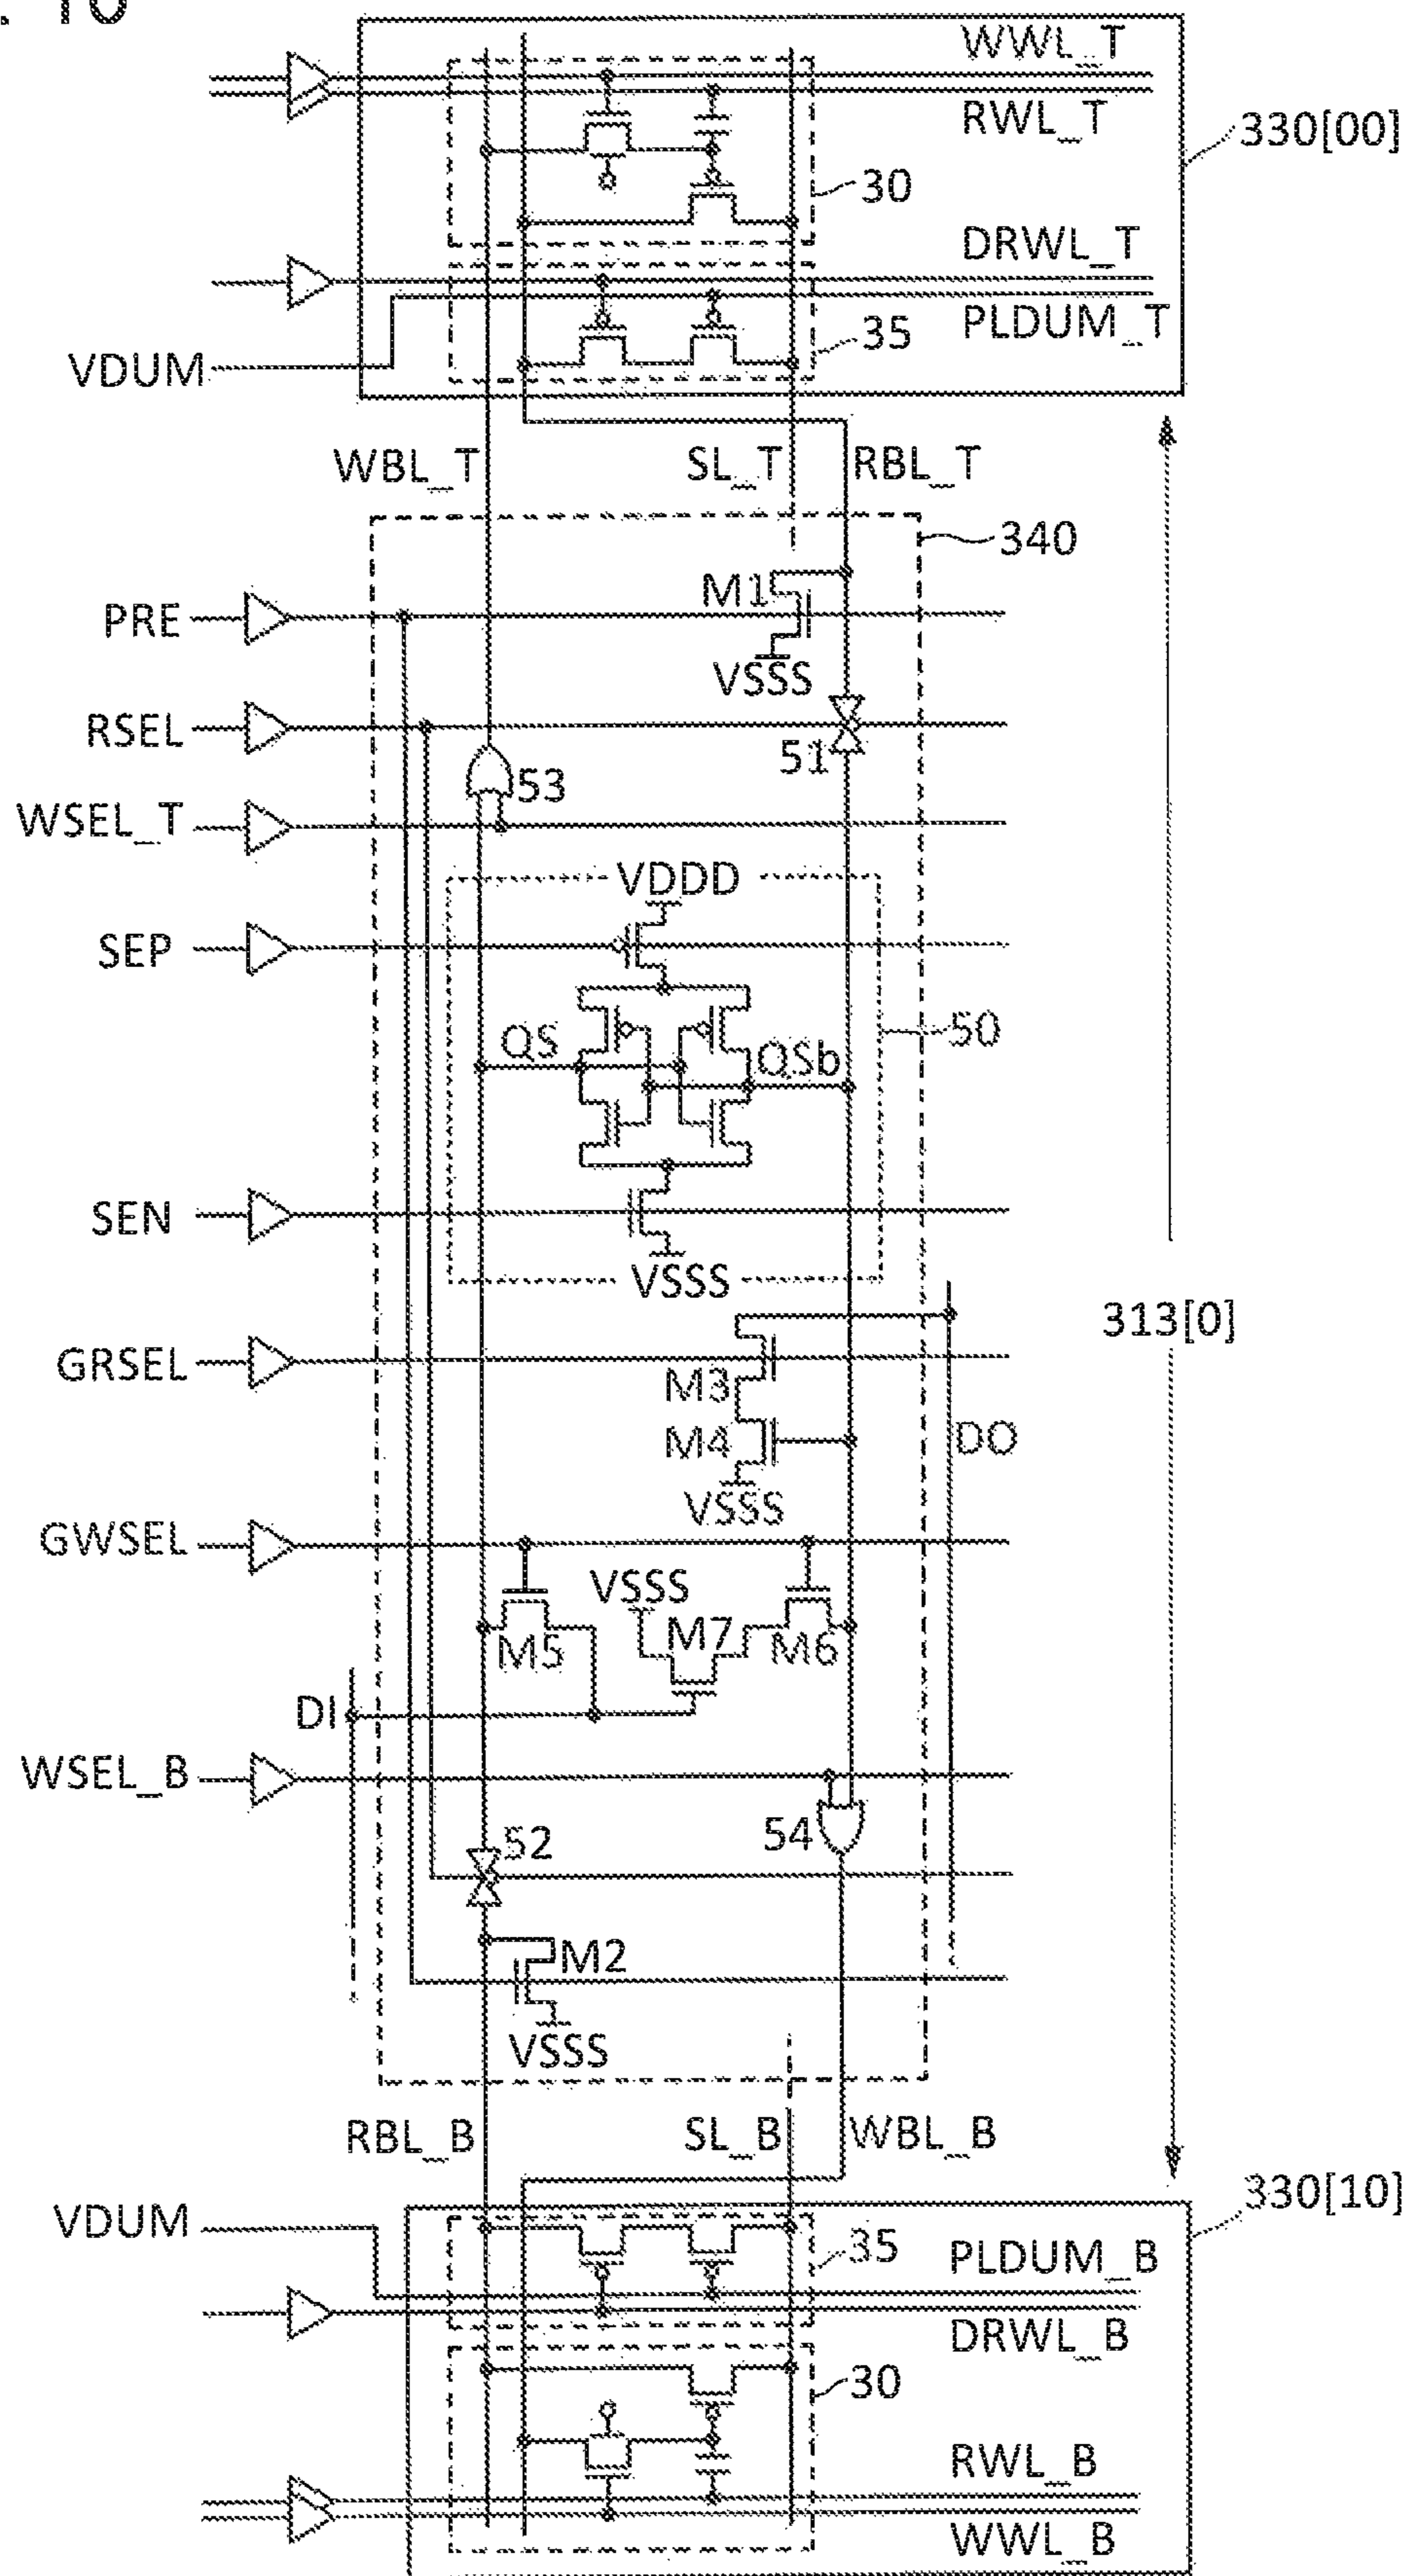 . 10
WWL_T
RWL_T
330[00]
30
DRWL_T
PLDUM_T
35
VDUM
WBL_T
SL_T
RBL_T
340
M1
PRE
VSSS
RSEL
51
53
WSEL_T
VDDD
SEP
50
QS
QSb
SEN
VSSS
313[0]
GRSEL
M3
M4
DO
VSSS
GWSEL
VSSS
M5
M7
M6
DI
WSEL_B
54
52
M2
VSSS
RBL_B
SL_B
WBL_B
330[10]
VDUM
35
PLDUM_B
DRWL_B
30
RWL_B
WWL_B